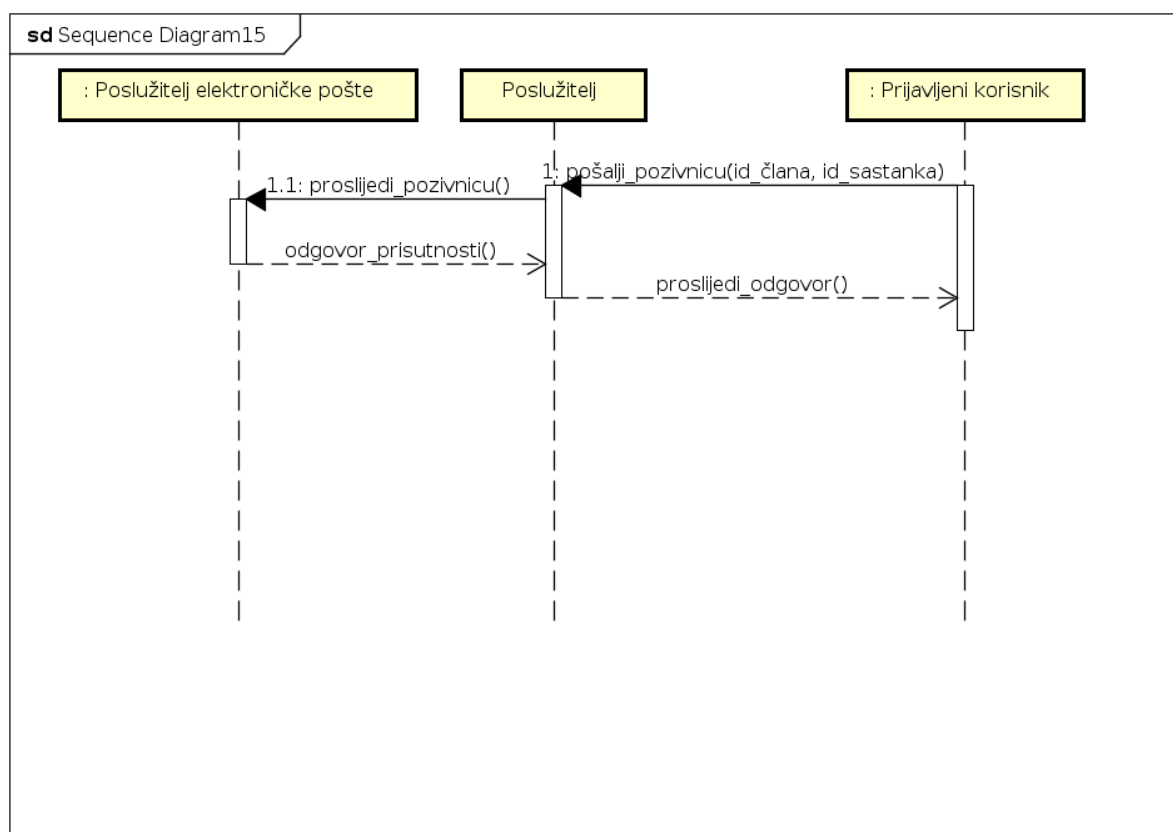 sd Sequence Diagram15
: Poslužitelj elektroničke pošte
Poslužitelj
: Prijavljeni korisnik
1: pošalji_pozivnicu(id_člana, id_sastanka)
1.1: proslijedi_pozivnicu()
odgovor_prisutnosti()
proslijedi_odgovor()